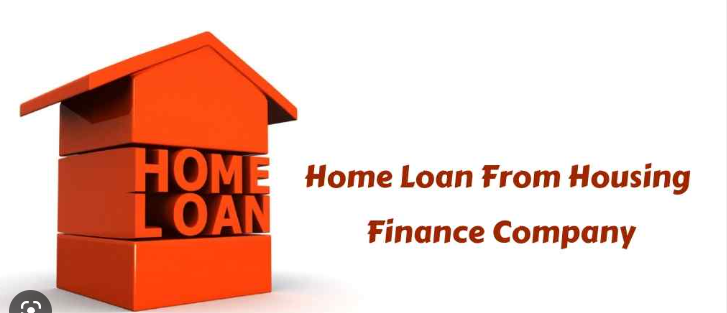 HOME
LOAN
Home Loan From Housing
Finance Company